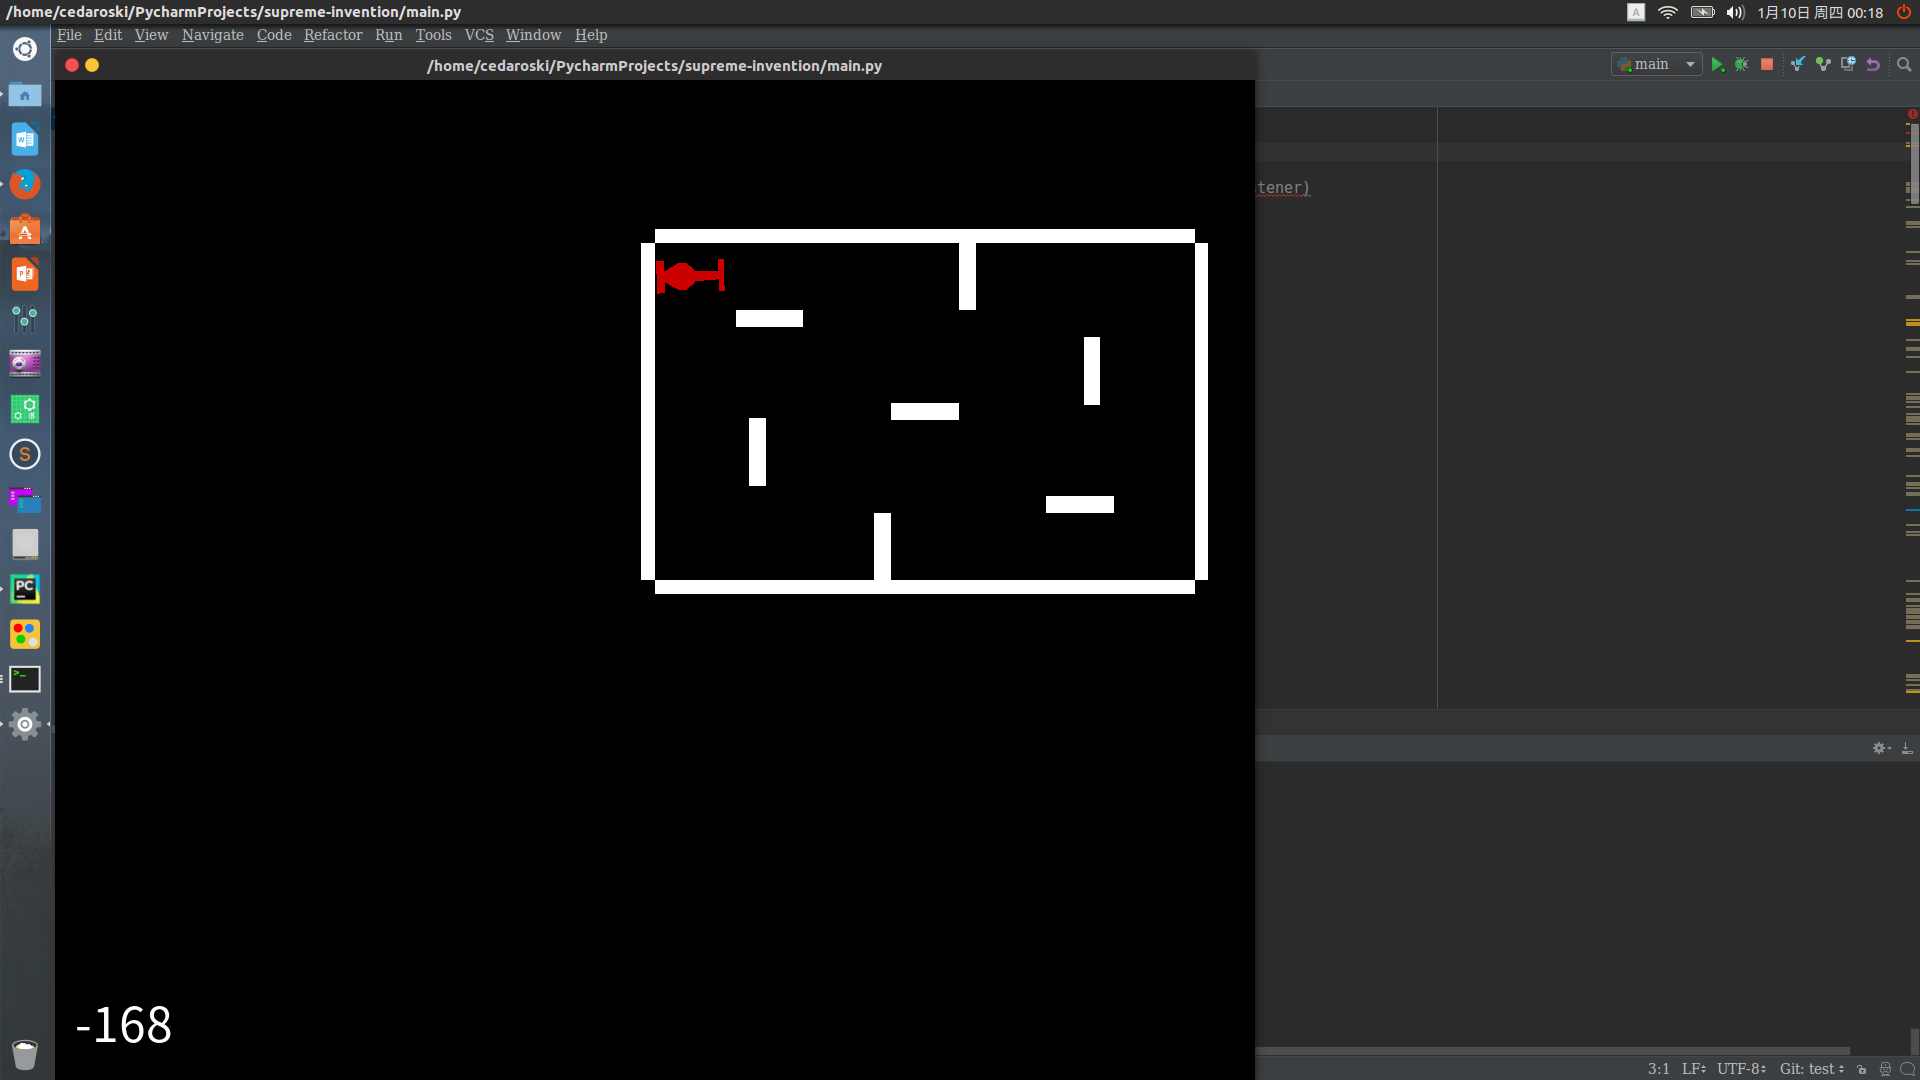 /home/cedaroski/PycharmProjects/supreme-invention/main.py
1月10日 周四 00:18
File Edit View Navigate Code Refactor Run Tools VCS Window Help
/home/cedaroski/PycharmProjects/supreme-invention/main.py
main
tener)
-168
3:1 LF UTF-8 Git: test
A
W
A
P
S
PC
>_